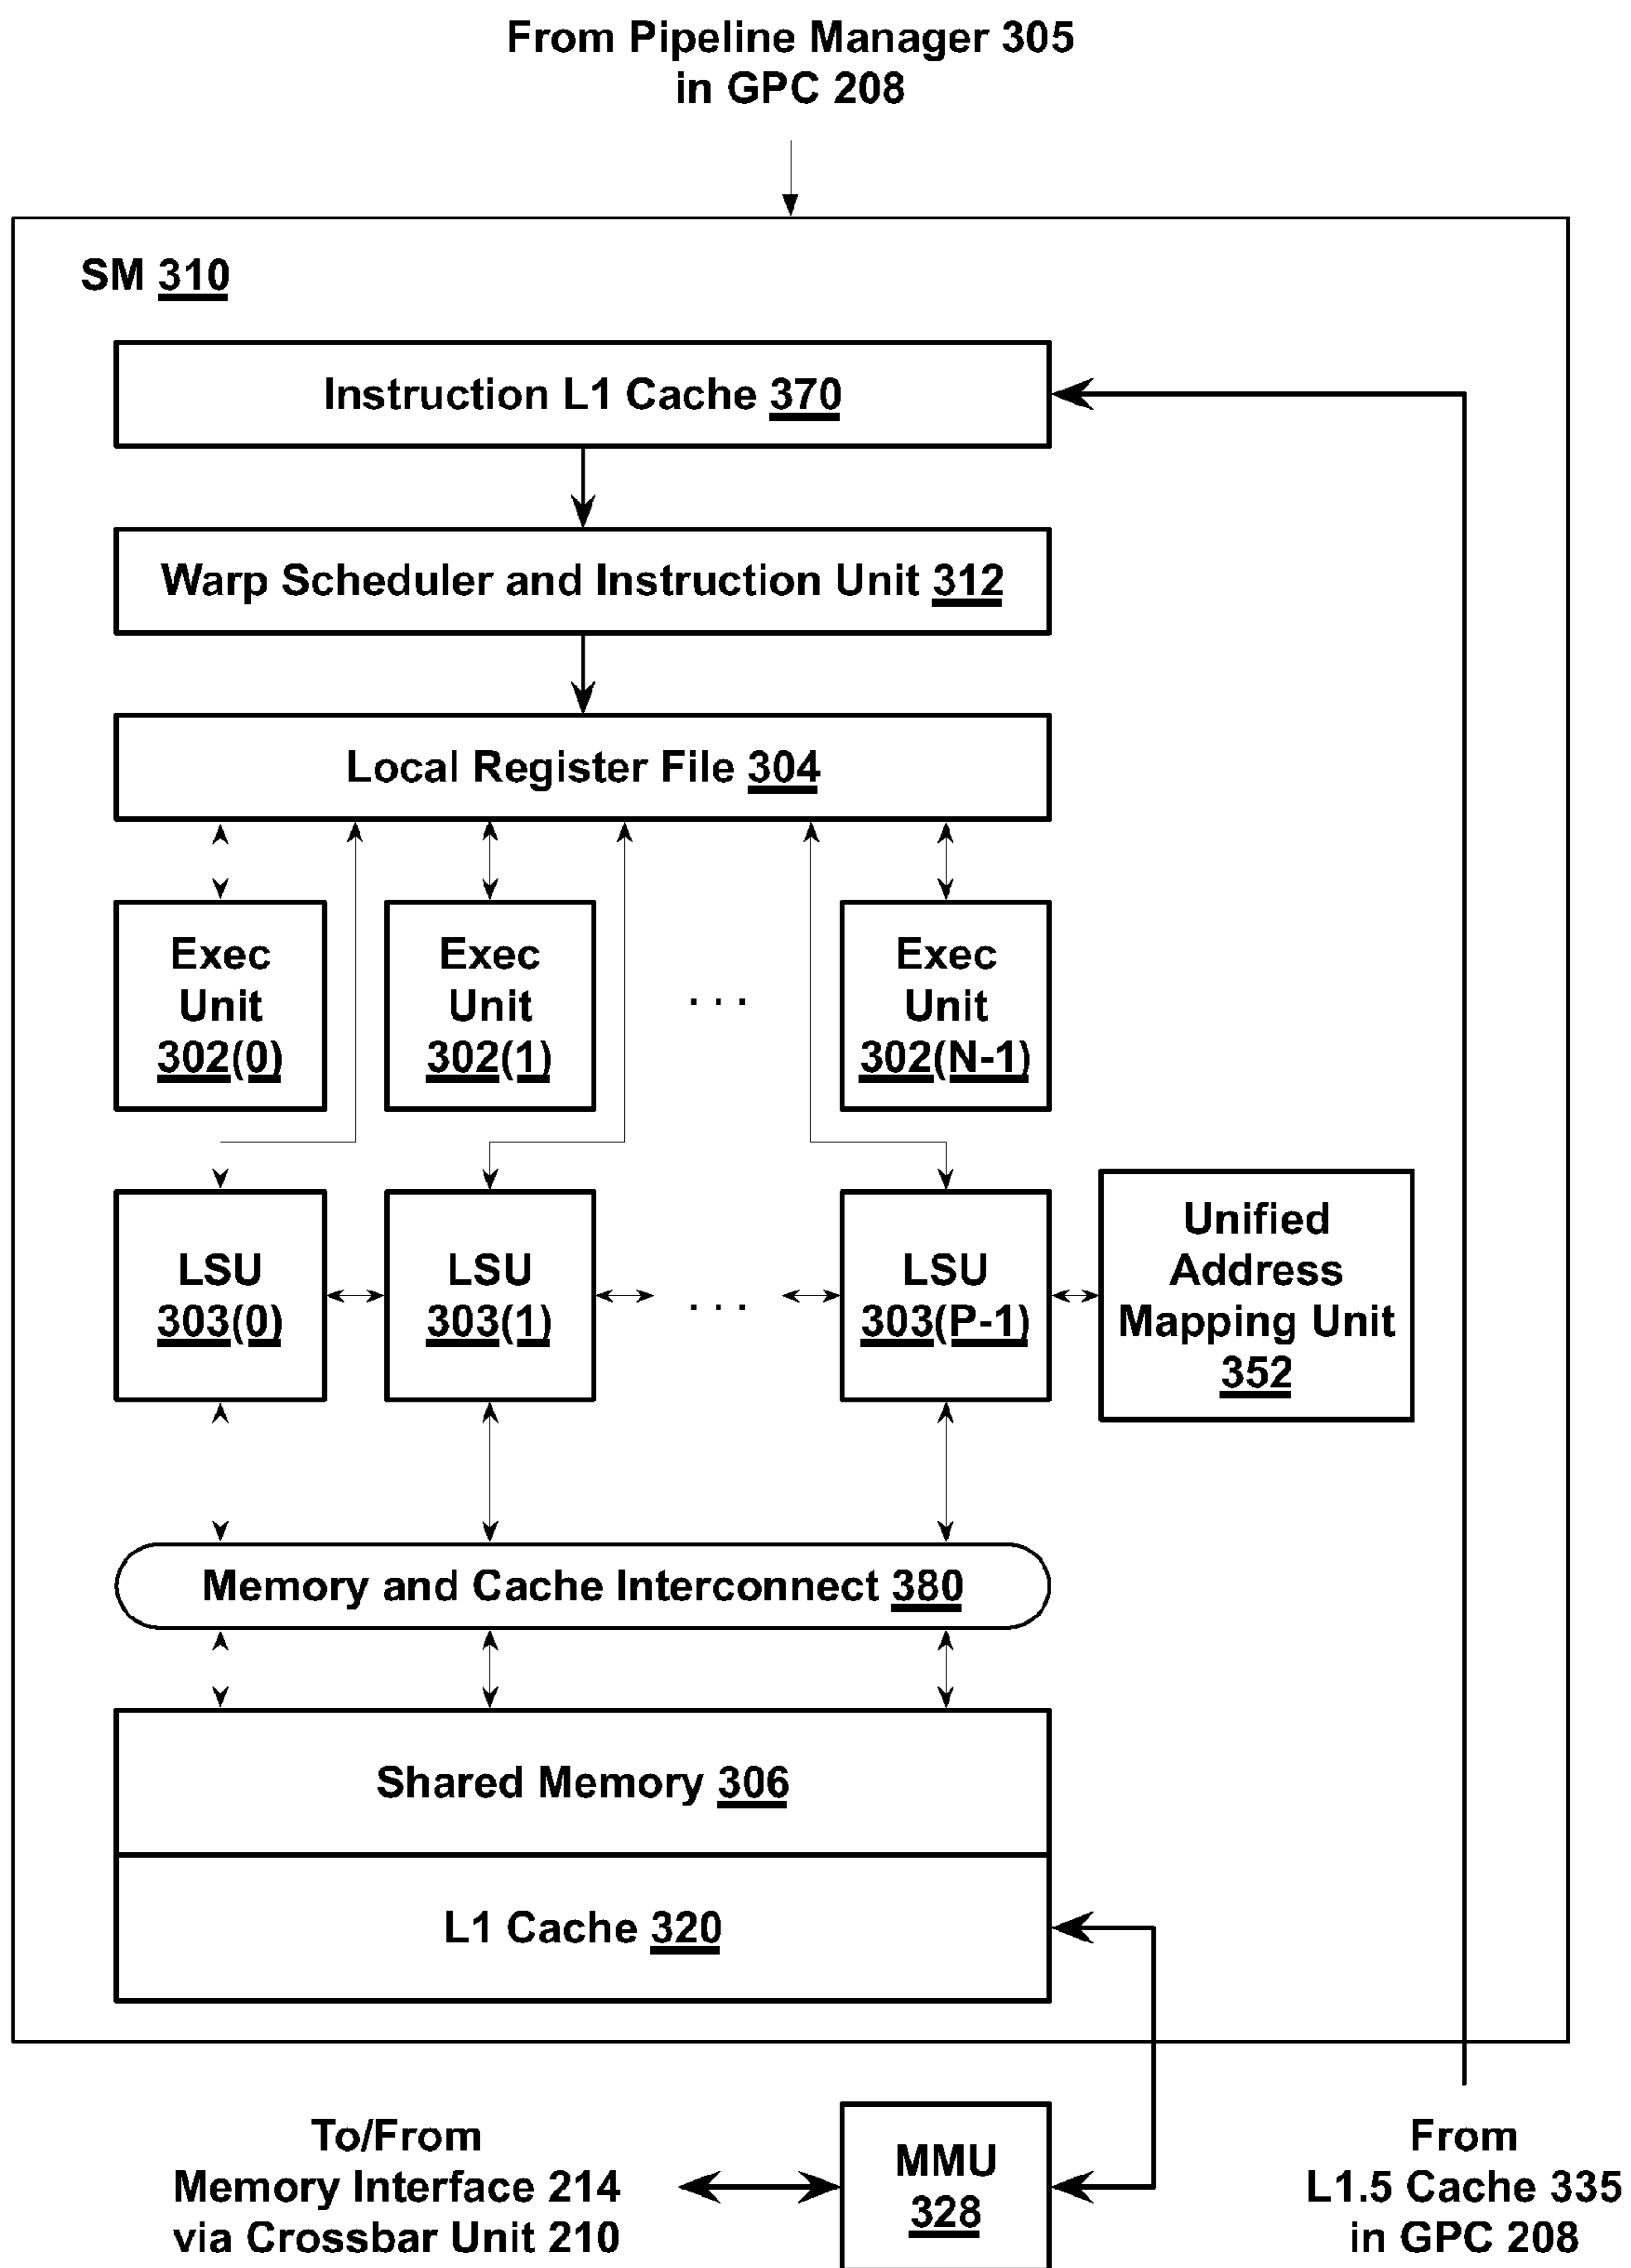 From Pipeline Manager 305
in GPC 208
SM 310
Instruction L1 Cache 370
Warp Scheduler and Instruction Unit 312
Local Register File 304
Exec
Unit
302(0)
Exec
Unit
302(1)
. . .
Exec
Unit
302(N-1)
LSU
303(0)
LSU
303(1)
. . .
LSU
303(P-1)
Unified
Address
Mapping Unit
352
Memory and Cache Interconnect 380
Shared Memory 306
L1 Cache 320
To/From
Memory Interface 214
via Crossbar Unit 210
MMU
328
From
L1.5 Cache 335
in GPC 208